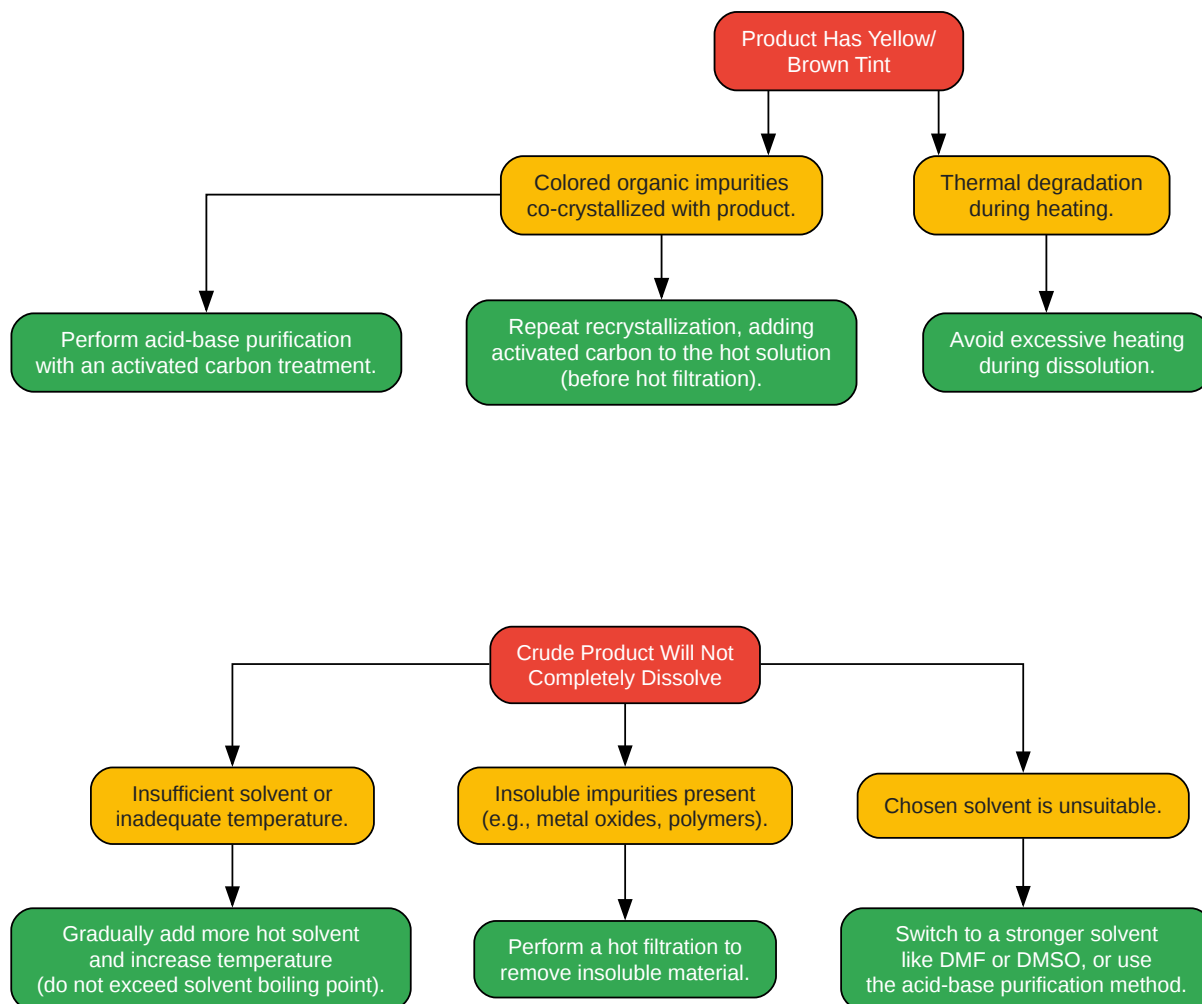 Product Has Yellow/
Brown Tint
Colored organic impurities
co-crystallized with product.
Thermal degradation
during heating.
Perform acid-base purification
with an activated carbon treatment.
Repeat recrystallization, adding
activated carbon to the hot solution
(before hot filtration).
Avoid excessive heating
during dissolution.
Crude Product Will Not
Completely Dissolve
Insufficient solvent or
inadequate temperature.
Insoluble impurities present
(e.g., metal oxides, polymers).
Chosen solvent is unsuitable.
Gradually add more hot solvent
and increase temperature
(do not exceed solvent boiling point).
Perform a hot filtration to
remove insoluble material.
Switch to a stronger solvent
like DMF or DMSO, or use
the acid-base purification method.